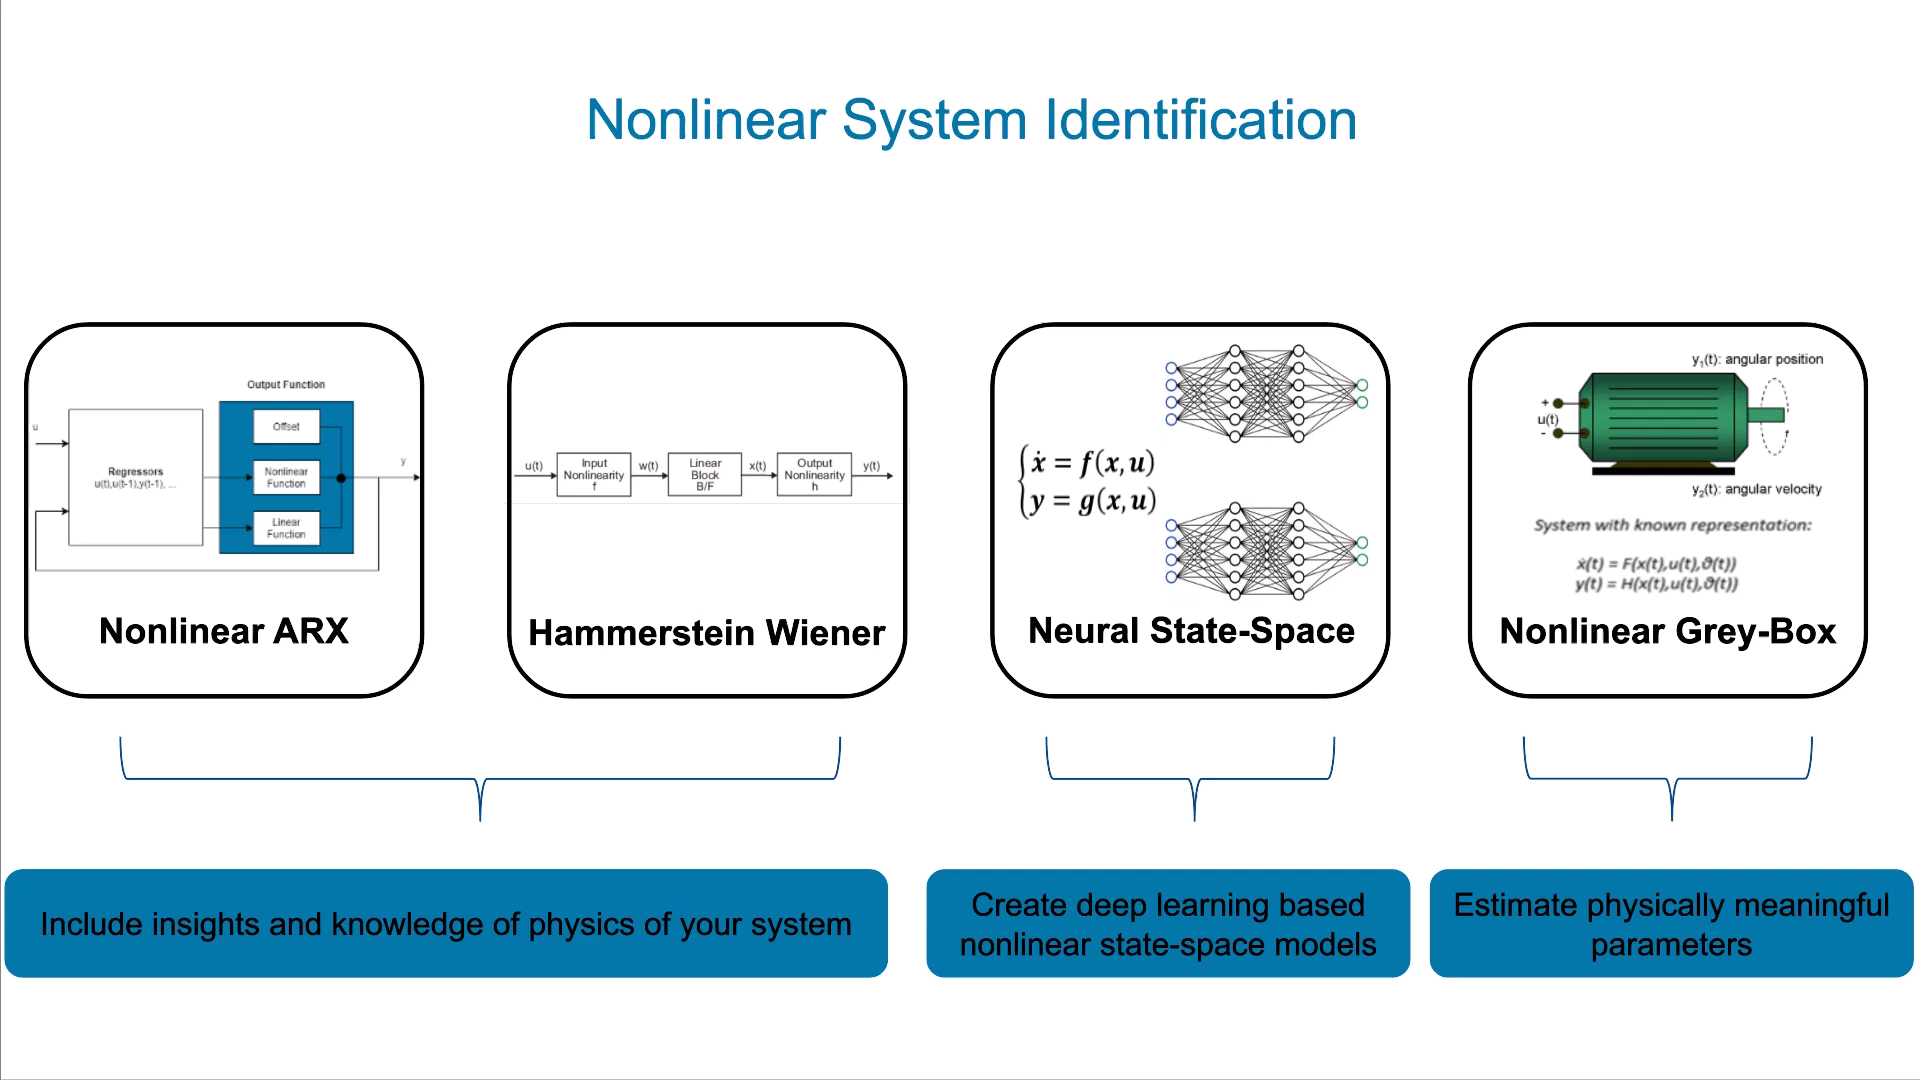 Nonlinear System Identification
Output Function
u
Regressors
u(t),u(t-1),y(t-1), ...
Offset
Nonlinear
Function
Linear
Function
y
Nonlinear ARX
u(t)
Input
Nonlinearity
f
w(t)
Linear
Block
B/F
x(t)
Output
Nonlinearity
h
y(t)
Hammerstein Wiener
ẋ = f(x, u)
y = g(x, u)
Neural State-Space
y₁(t): angular position
+
u(t)
-
y₂(t): angular velocity
System with known representation:
ẋ(t) = F(x(t),u(t),ϑ(t))
y(t) = H(x(t),u(t),ϑ(t))
Nonlinear Grey-Box
Include insights and knowledge of physics of your system
Create deep learning based
nonlinear state-space models
Estimate physically meaningful
parameters